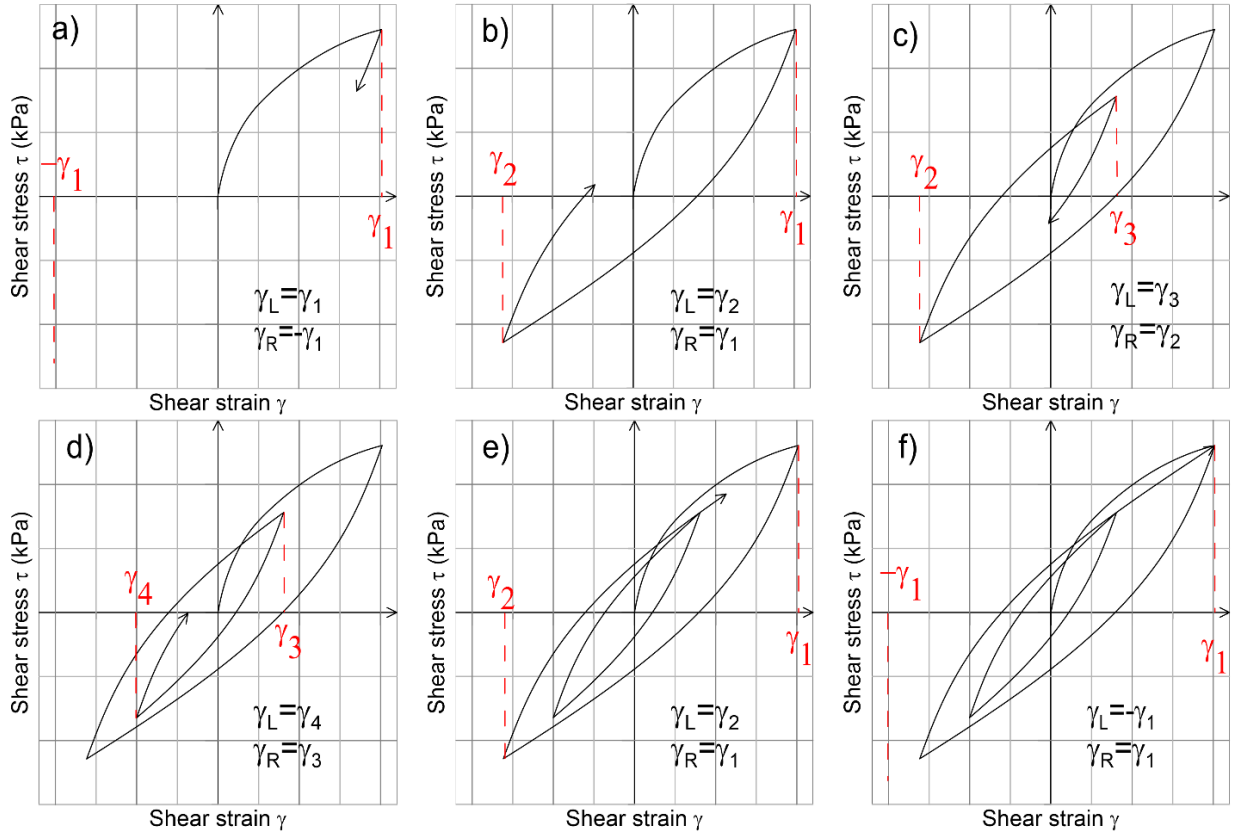 a)
Shear stress τ (kPa)
−γ₁
γ₁
γL=γ₁
γR=-γ₁
Shear strain γ
b)
Shear stress τ (kPa)
γ₂
γ₁
γL=γ₂
γR=γ₁
Shear strain γ
c)
Shear stress τ (kPa)
γ₂
γ₃
γL=γ₃
γR=γ₂
Shear strain γ
d)
Shear stress τ (kPa)
γ₄
γ₃
γL=γ₄
γR=γ₃
Shear strain γ
e)
Shear stress τ (kPa)
γ₂
γ₁
γL=γ₂
γR=γ₁
Shear strain γ
f)
Shear stress τ (kPa)
−γ₁
γ₁
γL=-γ₁
γR=γ₁
Shear strain γ